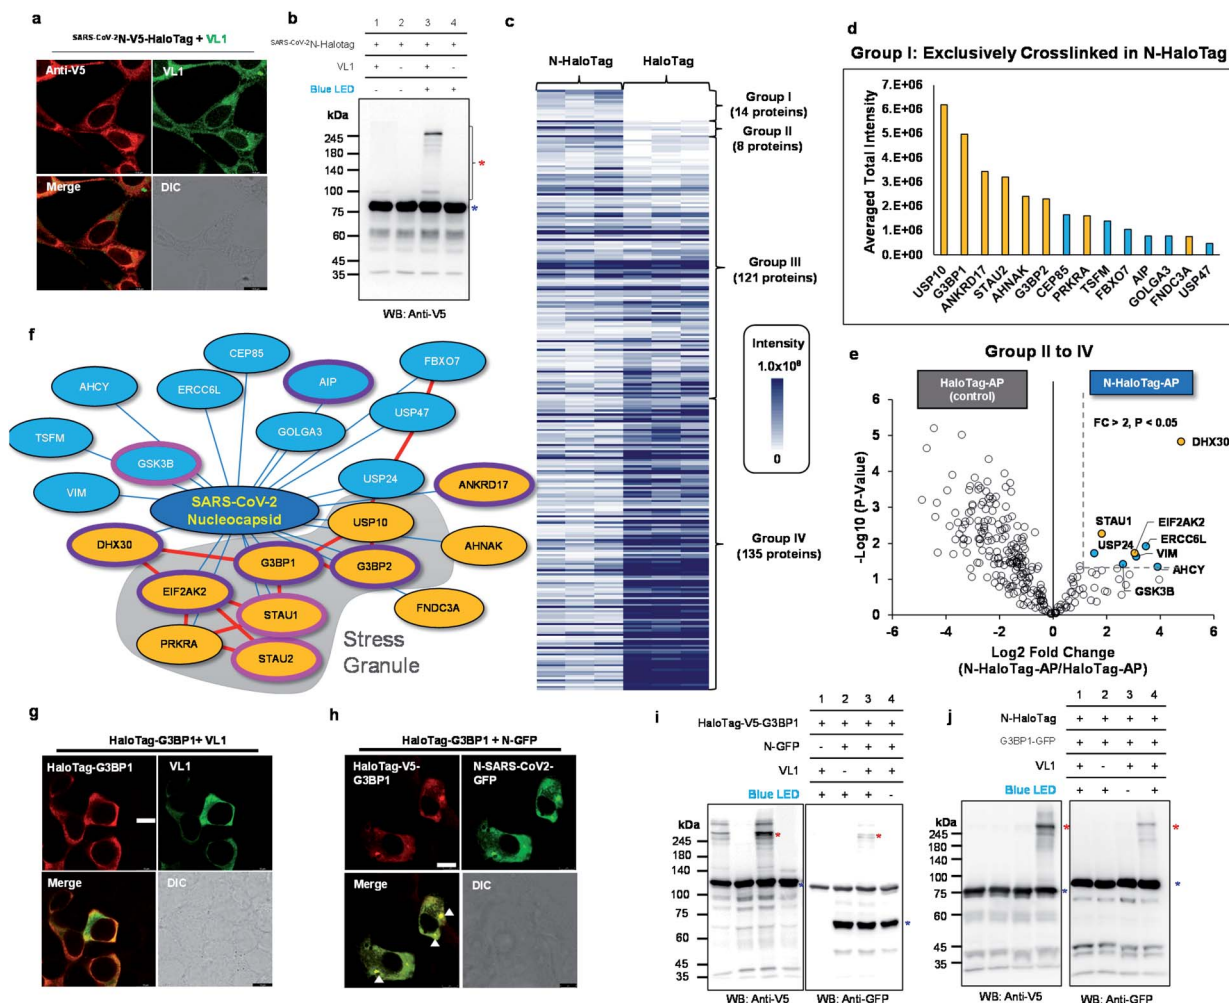 a
SARS-CoV-2N-V5-HaloTag + VL1
Anti-V5
VL1
Merge
DIC
b
1 2 3 4
SARS-CoV-2N-Halotag + + + +
VL1 + - + -
Blue LED - - + +
kDa
245
180
140
100
75
60
45
35
*
*
WB: Anti-V5
c
N-HaloTag
HaloTag
Group I
(14 proteins)
Group II
(8 proteins)
Group III
(121 proteins)
Group IV
(135 proteins)
Intensity
1.0x10⁸
0
d
Group I: Exclusively Crosslinked in N-HaloTag
Averaged Total Intensity
7.E+06
6.E+06
5.E+06
4.E+06
3.E+06
2.E+06
1.E+06
0.E+00
USP10
G3BP1
ANKRD17
STAU2
AHNAK
G3BP2
CEP85
PRKRA
TSFM
FBXO7
AIP
GOLGA3
FNDC3A
USP47
e
Group II to IV
HaloTag-AP
(control)
N-HaloTag-AP
FC > 2, P < 0.05
DHX30
STAU1
EIF2AK2
ERCC6L
USP24
VIM
AHCY
GSK3B
-Log10 (P-Value)
6
5
4
3
2
1
0
-6 -4 -2 0 2 4 6
Log2 Fold Change
(N-HaloTag-AP/HaloTag-AP)
f
CEP85
FBXO7
AIP
AHCY
ERCC6L
USP47
GOLGA3
TSFM
GSK3B
USP24
ANKRD17
VIM
SARS-CoV-2
Nucleocapsid
USP10
DHX30
AHNAK
G3BP1
G3BP2
EIF2AK2
FNDC3A
STAU1
PRKRA
STAU2
Stress
Granule
g
HaloTag-G3BP1+ VL1
HaloTag-G3BP1
VL1
Merge
DIC
h
HaloTag-G3BP1 + N-GFP
HaloTag-V5-
G3BP1
N-SARS-CoV2-
GFP
Merge
DIC
i
1 2 3 4
HaloTag-V5-G3BP1 + + + +
N-GFP - + + +
VL1 + - + +
Blue LED + + + -
kDa
245
180
140
100
75
60
45
35
*
*
*
*
WB: Anti-V5
WB: Anti-GFP
j
1 2 3 4
N-HaloTag + + + +
G3BP1-GFP + + + +
VL1 + - + +
Blue LED + + - +
kDa
245
180
140
100
75
60
45
35
*
*
*
*
WB: Anti-V5
WB: Anti-GFP